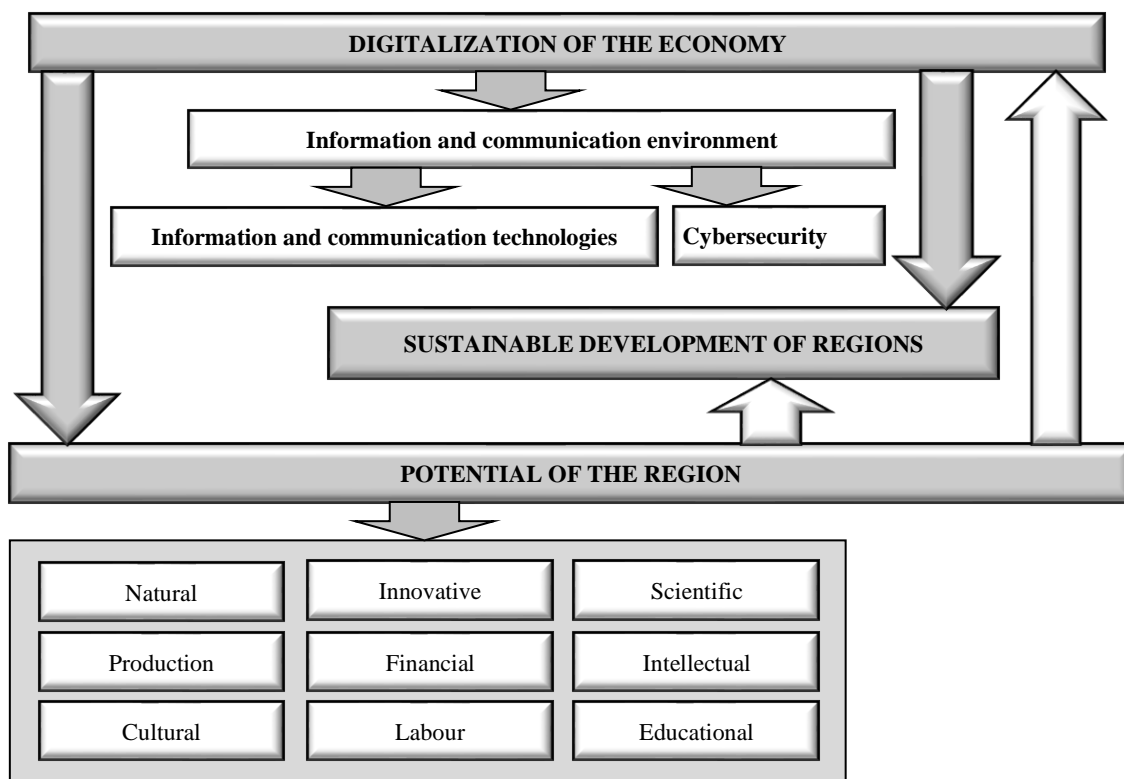 DIGITALIZATION OF THE ECONOMY
Information and communication environment
Information and communication technologies
Cybersecurity
SUSTAINABLE DEVELOPMENT OF REGIONS
POTENTIAL OF THE REGION
Natural
Innovative
Scientific
Production
Financial
Intellectual
Cultural
Labour
Educational